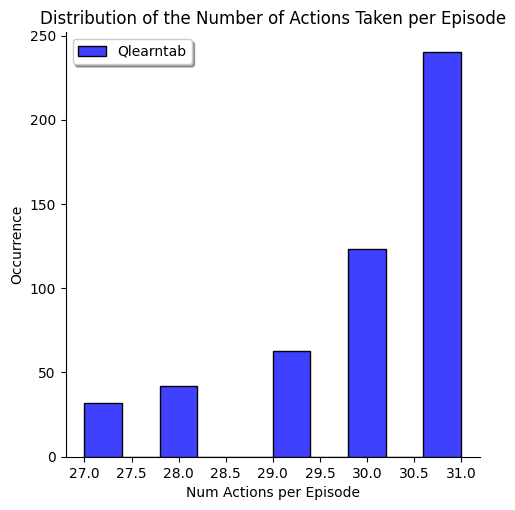 Distribution of the Number of Actions Taken per Episode
Qlearntab
250
200
150
100
50
0
Occurrence
27.0 27.5 28.0 28.5 29.0 29.5 30.0 30.5 31.0
Num Actions per Episode